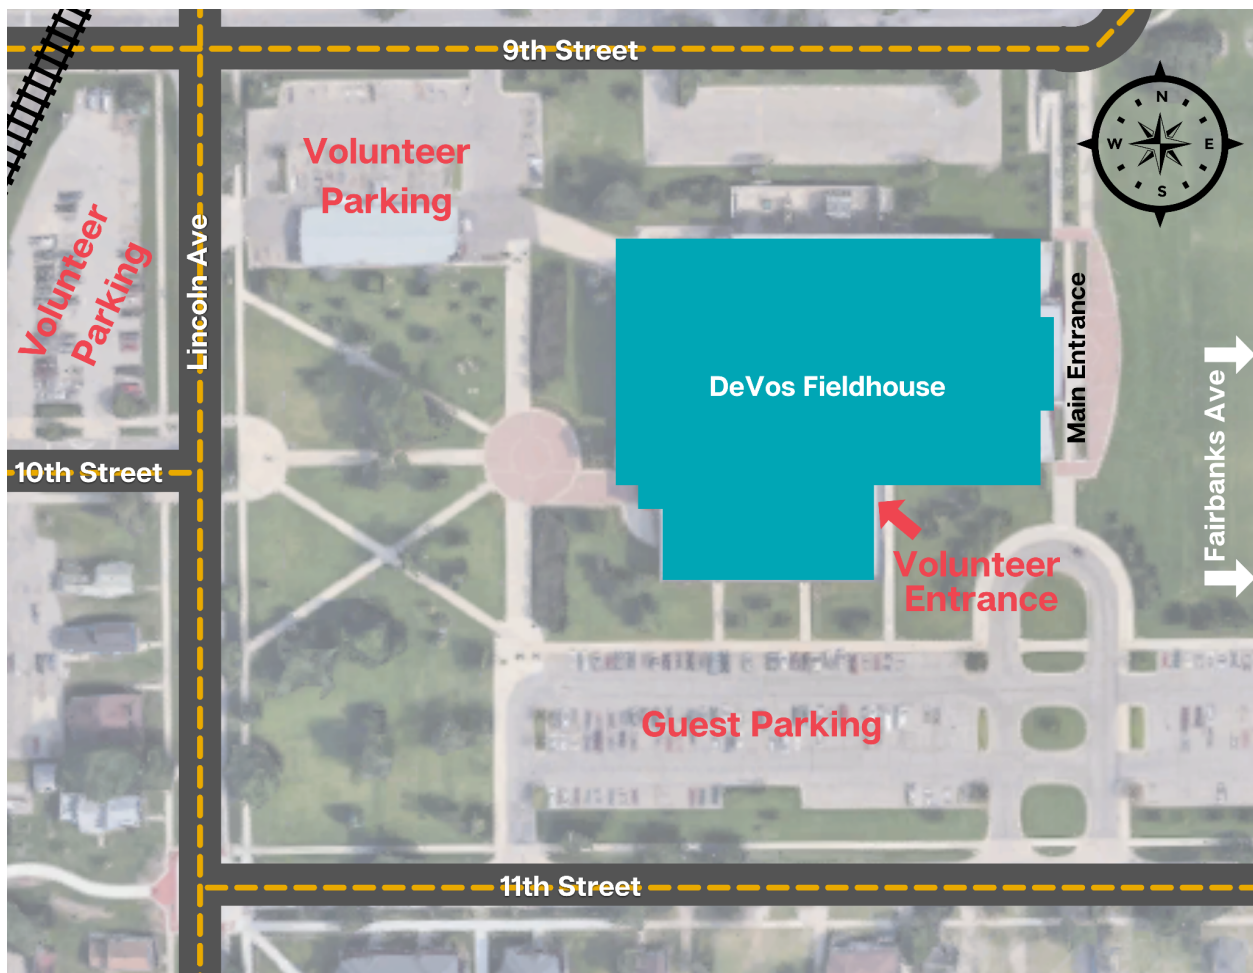 9th Street
N
W
E
S
Volunteer
Parking
Volunteer
Parking
Lincoln Ave
Main Entrance
DeVos Fieldhouse
Fairbanks Ave
10th Street
Volunteer
Entrance
Guest Parking
11th Street